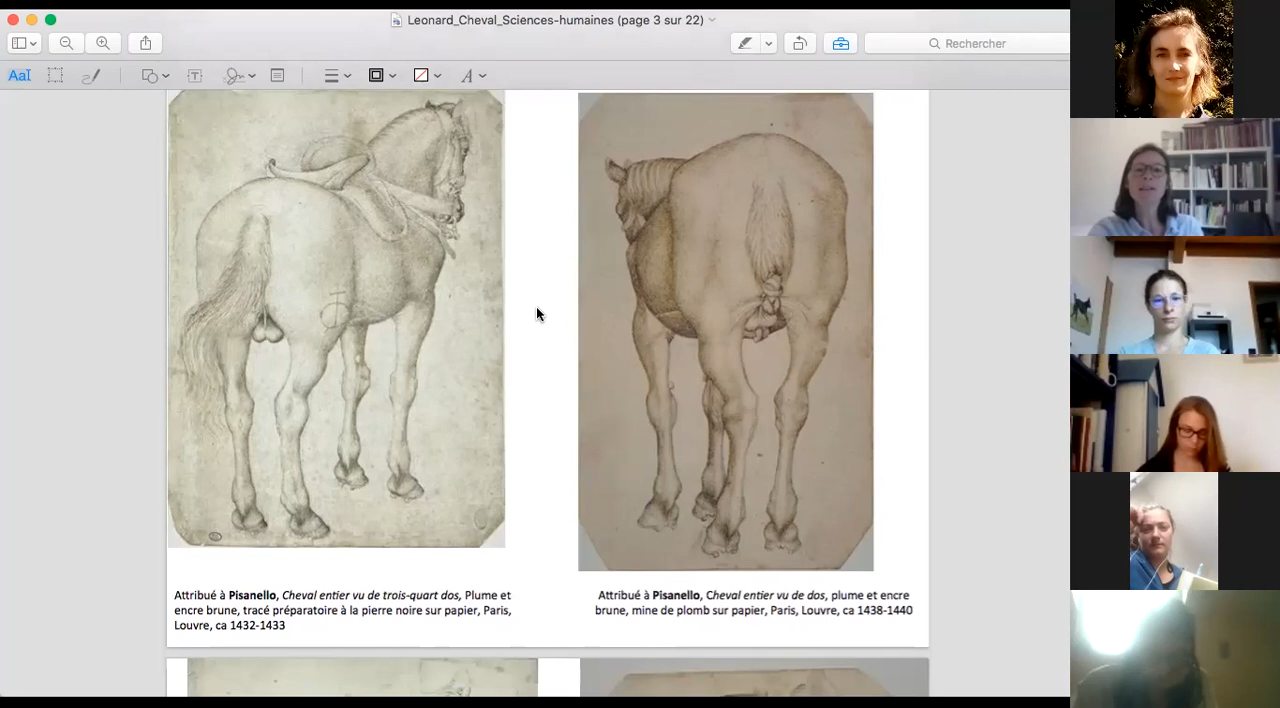 Leonard_Cheval_Sciences-humaines (page 3 sur 22)
Rechercher
AaI
T
A
Attribué à Pisanello, Cheval entier vu de trois-quart dos, Plume et
encre brune, tracé préparatoire à la pierre noire sur papier, Paris,
Louvre, ca 1432-1433
Attribué à Pisanello, Cheval entier vu de dos, plume et encre
brune, mine de plomb sur papier, Paris, Louvre, ca 1438-1440